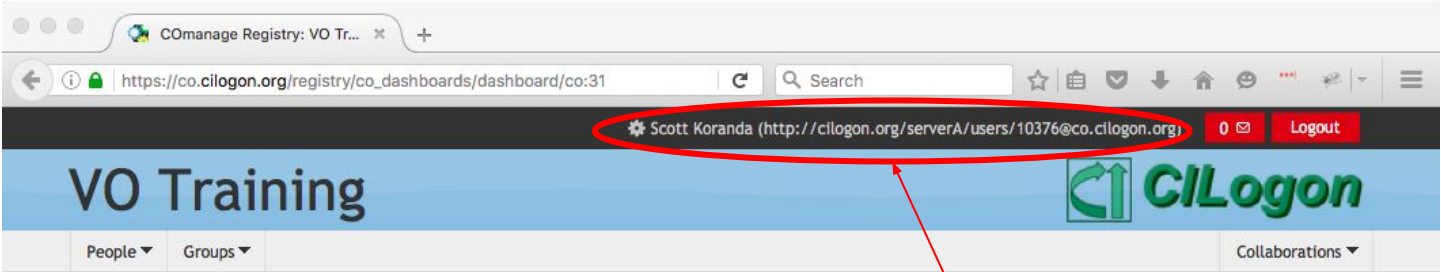 COmanage Registry: VO Tr...
https://co.cilogon.org/registry/co_dashboards/dashboard/co:31
Search
Scott Koranda (http://cilogon.org/serverA/users/10376@co.cilogon.org)
0
Logout
VO Training
CILogon
People
Groups
Collaborations